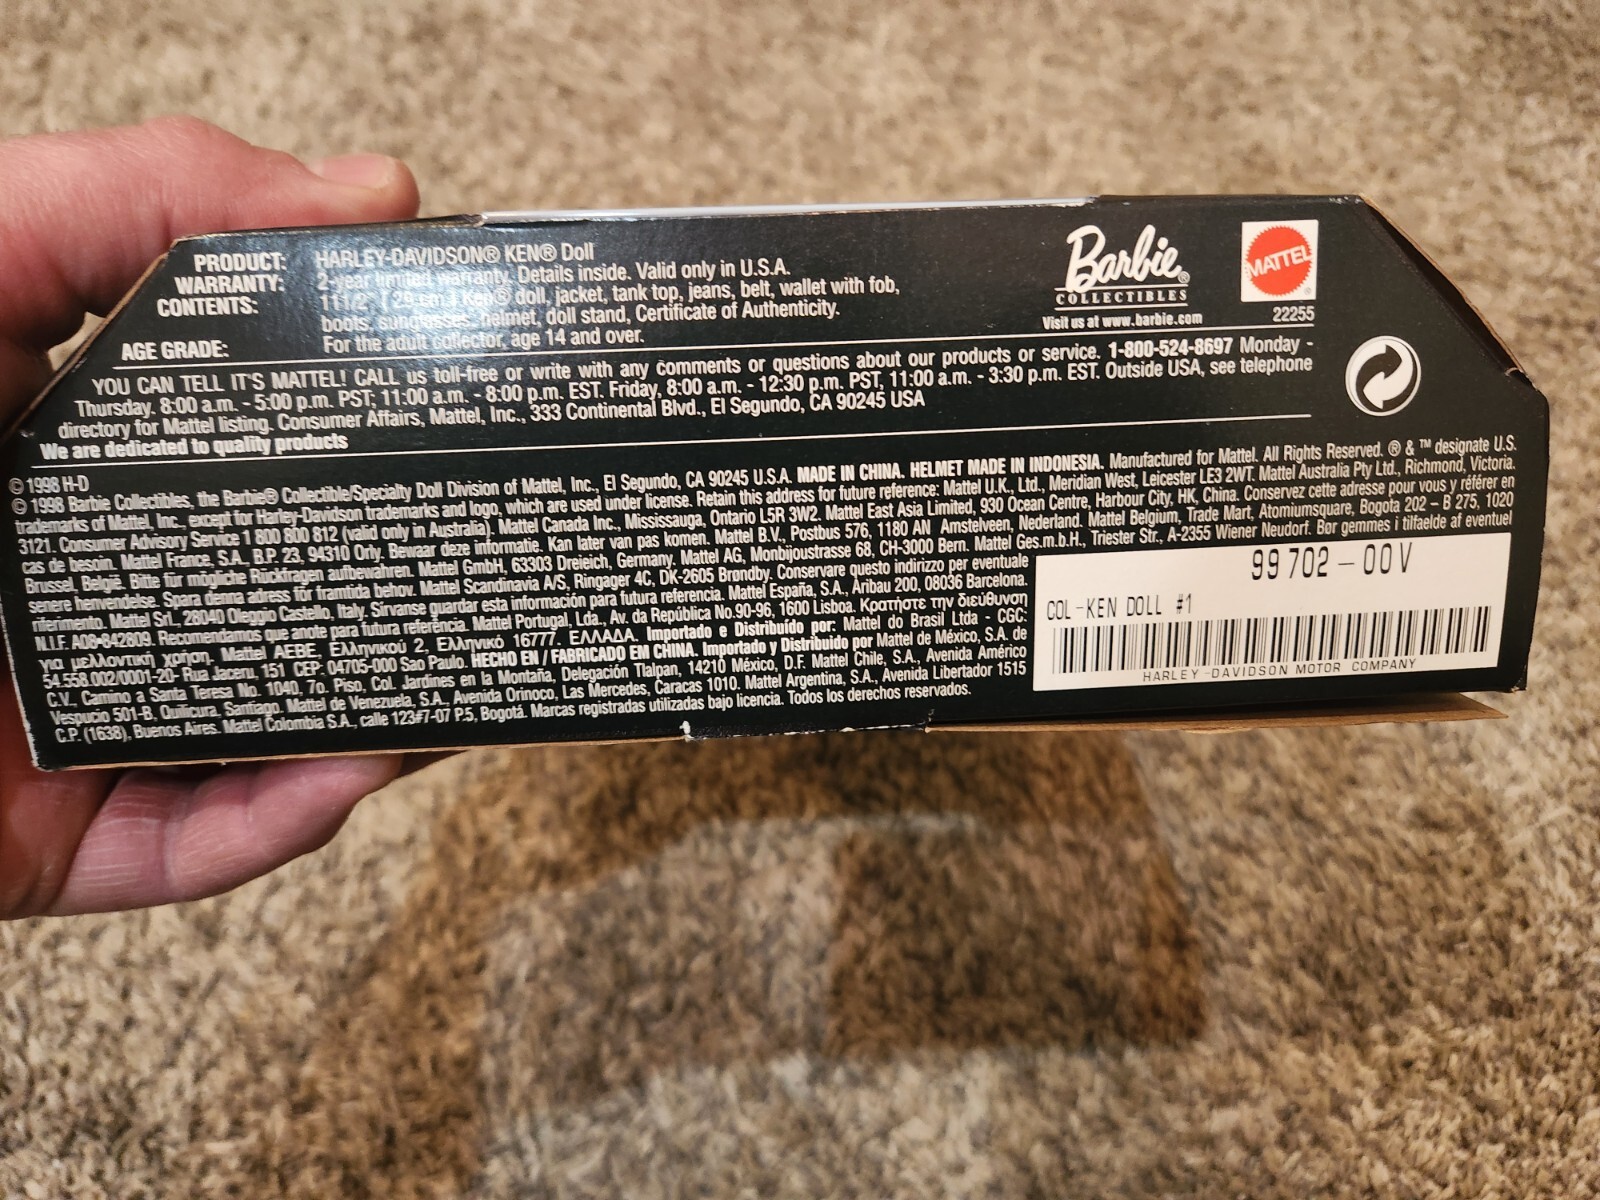 PRODUCT: HARLEY-DAVIDSON® KEN® Doll
WARRANTY: 2-year limited warranty. Details inside. Valid only in U.S.A.
CONTENTS: 11 1/2" (29 cm) Ken® doll, jacket, tank top, jeans, belt, wallet with fob,
boots, sunglasses, helmet, doll stand, Certificate of Authenticity.
AGE GRADE: For the adult collector, age 14 and over.
Barbie®
COLLECTIBLES
Visit us at www.barbie.com
MATTEL®
22255
YOU CAN TELL IT'S MATTEL! CALL us toll-free or write with any comments or questions about our products or service. 1-800-524-8697 Monday -
Thursday, 8:00 a.m. - 5:00 p.m. PST; 11:00 a.m. - 8:00 p.m. EST. Friday, 8:00 a.m. - 12:30 p.m. PST, 11:00 a.m. - 3:30 p.m. EST. Outside USA, see telephone
directory for Mattel listing. Consumer Affairs, Mattel, Inc., 333 Continental Blvd., El Segundo, CA 90245 USA
We are dedicated to quality products
© 1998 H-D
© 1998 Barbie Collectibles, the Barbie® Collectible/Specialty Doll Division of Mattel, Inc., El Segundo, CA 90245 U.S.A. MADE IN CHINA. HELMET MADE IN INDONESIA. Manufactured for Mattel. All Rights Reserved. ® & ™ designate U.S.
trademarks of Mattel, Inc., except for Harley-Davidson trademarks and logo, which are used under license. Retain this address for future reference: Mattel U.K., Ltd., Meridian West, Leicester LE3 2WT. Mattel Australia Pty Ltd., Richmond, Victoria.
3121. Consumer Advisory Service 1 800 800 812 (valid only in Australia). Mattel Canada Inc., Mississauga, Ontario L5R 3W2. Mattel East Asia Limited, 930 Ocean Centre, Harbour City, HK, China. Conservez cette adresse pour vous y référer en
cas de besoin. Mattel France, S.A., B.P. 23, 94310 Orly. Bewaar deze informatie. Kan later van pas komen. Mattel B.V., Postbus 576, 1180 AN Amstelveen, Nederland. Mattel Belgium, Trade Mart, Atomiumsquare, Bogota 202 – B 275, 1020
Brussel, België. Bitte für mögliche Rückfragen aufbewahren. Mattel GmbH, 63303 Dreieich, Germany. Mattel AG, Monbijoustrasse 68, CH-3000 Bern. Mattel Ges.m.b.H., Triester Str., A-2355 Wiener Neudorf. Bør gemmes i tilfælde af eventuel
senere henvendelse. Spara denna adress för framtida behov. Mattel Scandinavia A/S, Ringager 4C, DK-2605 Brøndby. Conservare questo indirizzo per eventuale
riferimento. Mattel Srl., 28040 Oleggio Castello, Italy. Sírvanse guardar esta información para futura referencia. Mattel España, S.A., Aribau 200, 08036 Barcelona.
N.I.F. A08-842809. Recomendamos que anote para futura referência. Mattel Portugal, Lda., Av. da República No.90-96, 1600 Lisboa. Κρατήστε την διεύθυνση
για μελλοντική χρήση. Mattel AEBE, Ελληνικού 2, Ελληνικό 16777. ΕΛΛΑΔΑ. Importado e Distribuído por: Mattel do Brasil Ltda - CGC:
54.558.002/0001-20- Rua Jaceru, 151 CEP: 04705-000 Sao Paulo. HECHO EN / FABRICADO EM CHINA. Importado y Distribuido por Mattel de México, S.A. de
C.V., Camino a Santa Teresa No. 1040, 7o. Piso, Col. Jardines en la Montaña, Delegación Tlalpan, 14210 México, D.F. Mattel Chile, S.A., Avenida Américo
Vespucio 501-B, Quilicura, Santiago. Mattel de Venezuela, S.A., Avenida Orinoco, Las Mercedes, Caracas 1010. Mattel Argentina, S.A., Avenida Libertador 1515
C.P. (1638), Buenos Aires. Mattel Colombia S.A., calle 123#7-07 P.5, Bogotá. Marcas registradas utilizadas bajo licencia. Todos los derechos reservados.
99702-00V
COL-KEN DOLL #1
HARLEY-DAVIDSON MOTOR COMPANY